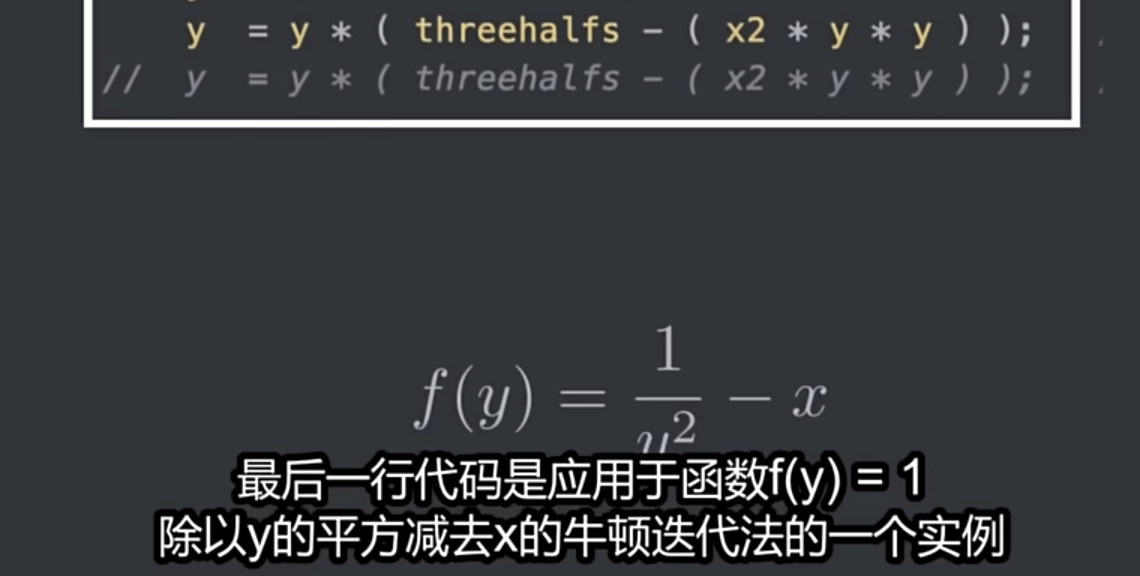 y = y * ( threehalfs - ( x2 * y * y ) );
// y = y * ( threehalfs - ( x2 * y * y ) );
f(y) = 1/y² − x
最后一行代码是应用于函数f(y) = 1
除以y的平方减去x的牛顿迭代法的一个实例